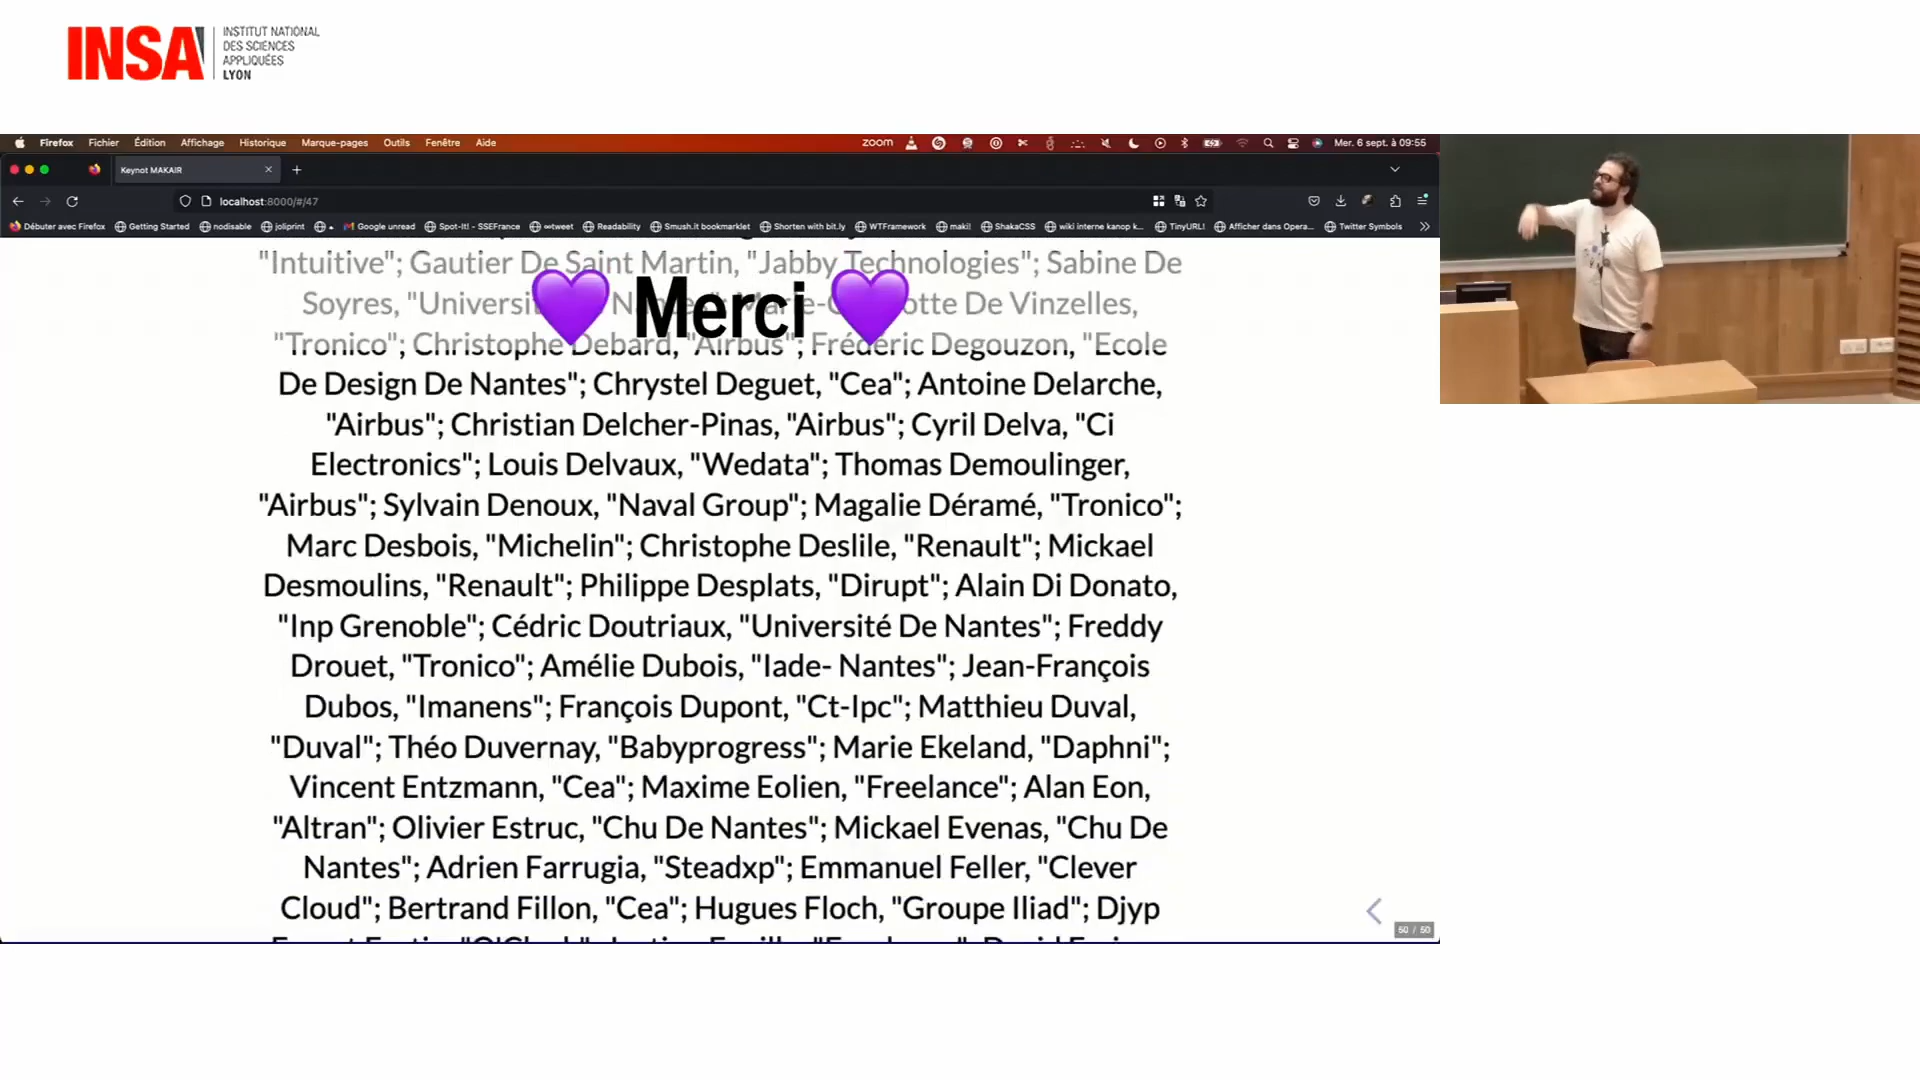 INSA
INSTITUT NATIONAL
DES SCIENCES
APPLIQUÉES
LYON
Firefox Fichier Édition Affichage Historique Marque-pages Outils Fenêtre Aide
zoom
Mer. 6 sept. à 09:55
Keynot MAKAIR
localhost:8000/#/47
Débuter avec Firefox Getting Started nodisable joliprint Google unread Spot-It! - SSEFrance ∞tweet Readability Smush.it bookmarklet Shorten with bit.ly WTFramework maki! ShakaCSS wiki interne kanop k... TinyURL! Afficher dans Opera... Twitter Symbols
"Intuitive"; Gautier De Saint Martin, "Jabby Technologies"; Sabine De
💜 Merci 💜
Soyres, De Vinzelles,
"Tronico"; Christophe Debard, "Airbus"; Frédéric Degouzon, "Ecole
De Design De Nantes"; Chrystel Deguet, "Cea"; Antoine Delarche,
"Airbus"; Christian Delcher-Pinas, "Airbus"; Cyril Delva, "Ci
Electronics"; Louis Delvaux, "Wedata"; Thomas Demoulinger,
"Airbus"; Sylvain Denoux, "Naval Group"; Magalie Déramé, "Tronico";
Marc Desbois, "Michelin"; Christophe Deslile, "Renault"; Mickael
Desmoulins, "Renault"; Philippe Desplats, "Dirupt"; Alain Di Donato,
"Inp Grenoble"; Cédric Doutriaux, "Université De Nantes"; Freddy
Drouet, "Tronico"; Amélie Dubois, "Iade- Nantes"; Jean-François
Dubos, "Imanens"; François Dupont, "Ct-Ipc"; Matthieu Duval,
"Duval"; Théo Duvernay, "Babyprogress"; Marie Ekeland, "Daphni";
Vincent Entzmann, "Cea"; Maxime Eolien, "Freelance"; Alan Eon,
"Altran"; Olivier Estruc, "Chu De Nantes"; Mickael Evenas, "Chu De
Nantes"; Adrien Farrugia, "Steadxp"; Emmanuel Feller, "Clever
Cloud"; Bertrand Fillon, "Cea"; Hugues Floch, "Groupe Iliad"; Djyp
50 / 50